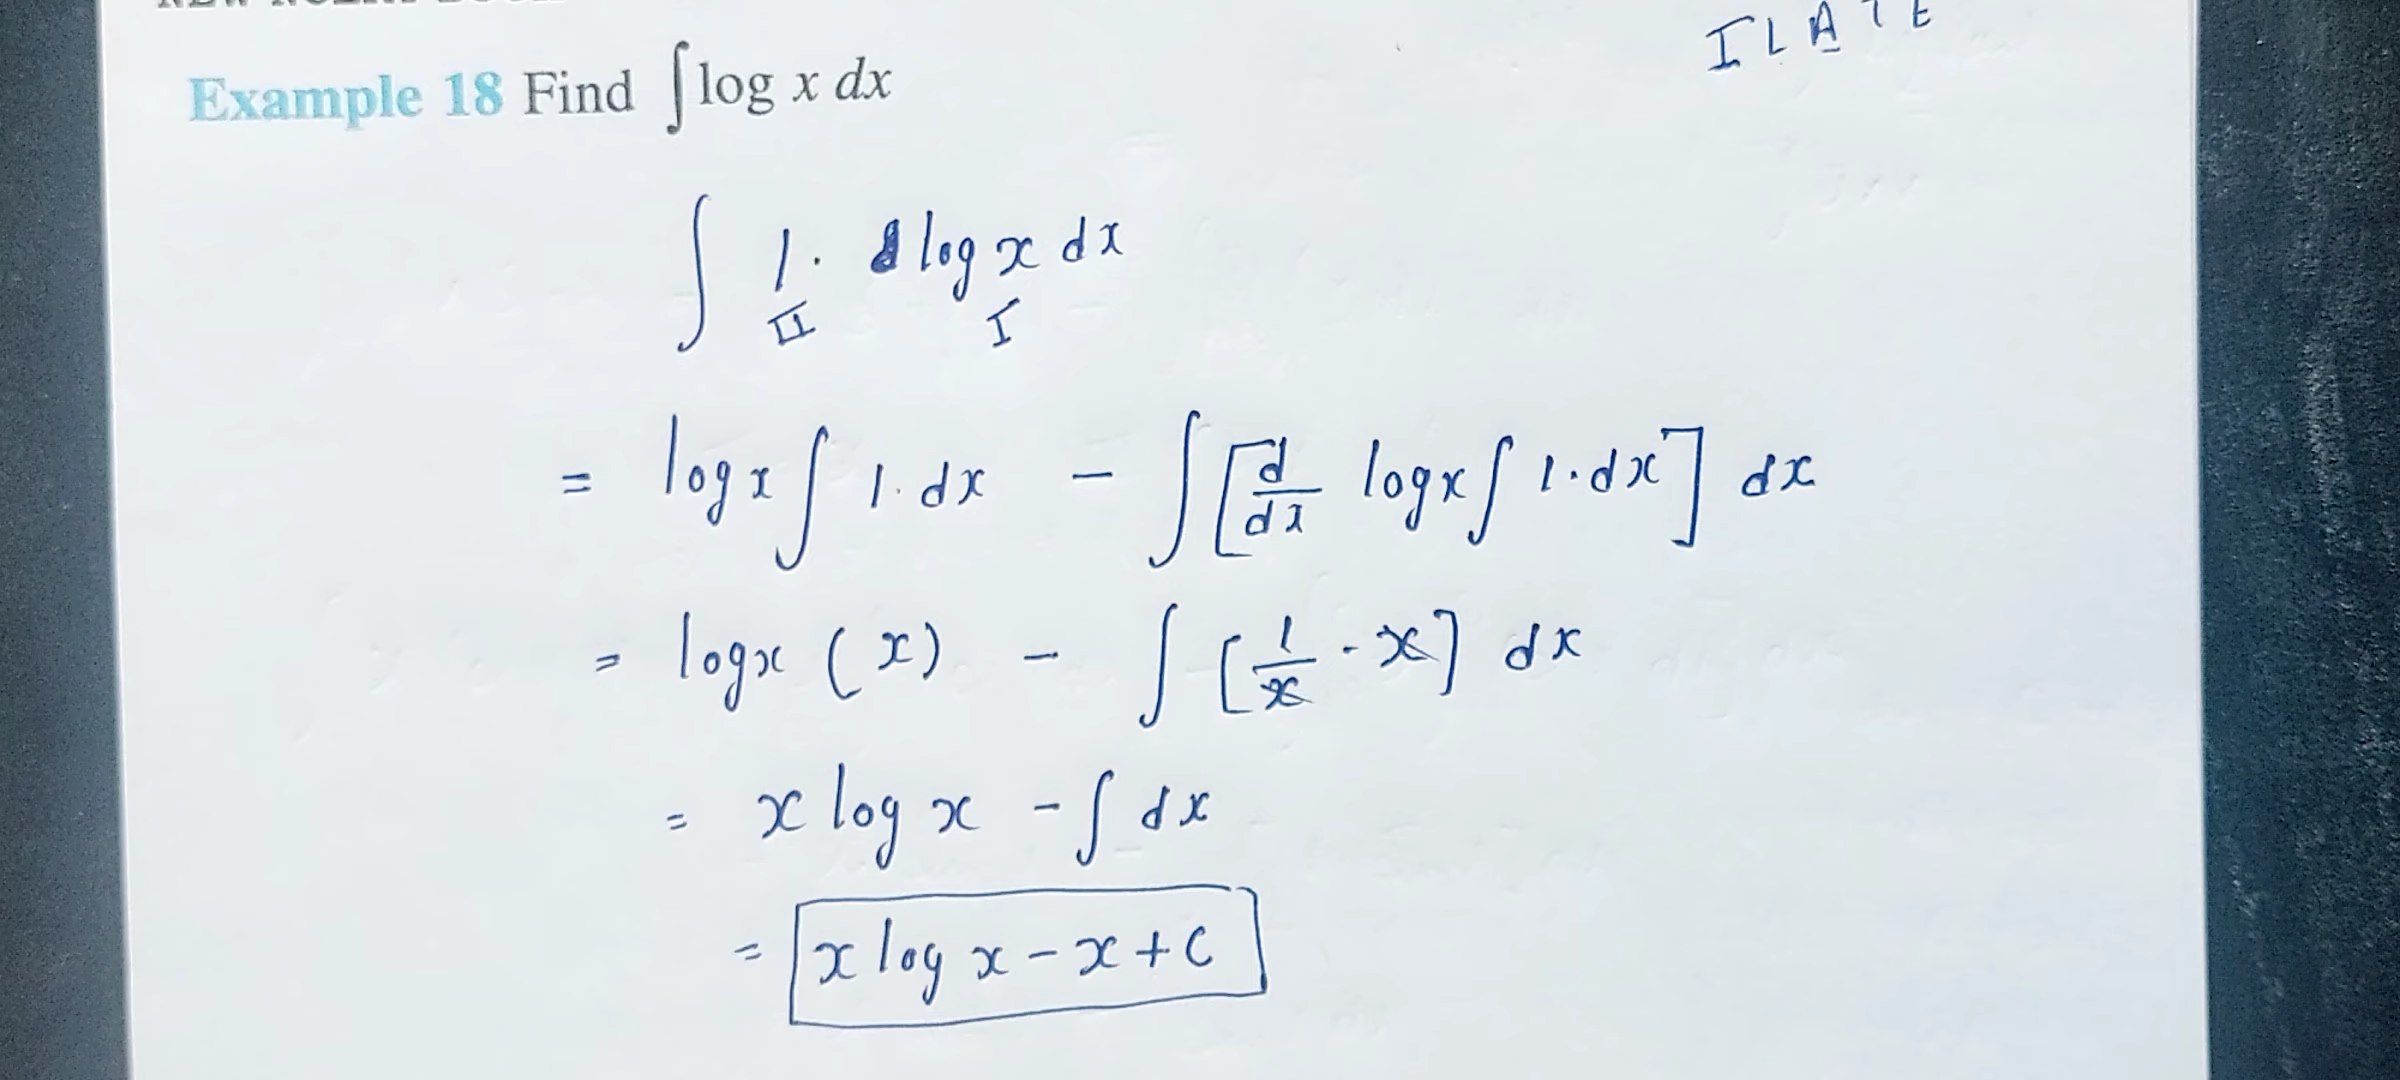 ILATE
Example 18 Find ∫ log x dx
∫ 1 · log x dx
II I
= log x ∫ 1 · dx − ∫ [d/dx log x ∫ 1 · dx] dx
= log x (x) − ∫ [1/x · x] dx
= x log x − ∫ dx
= x log x − x + C